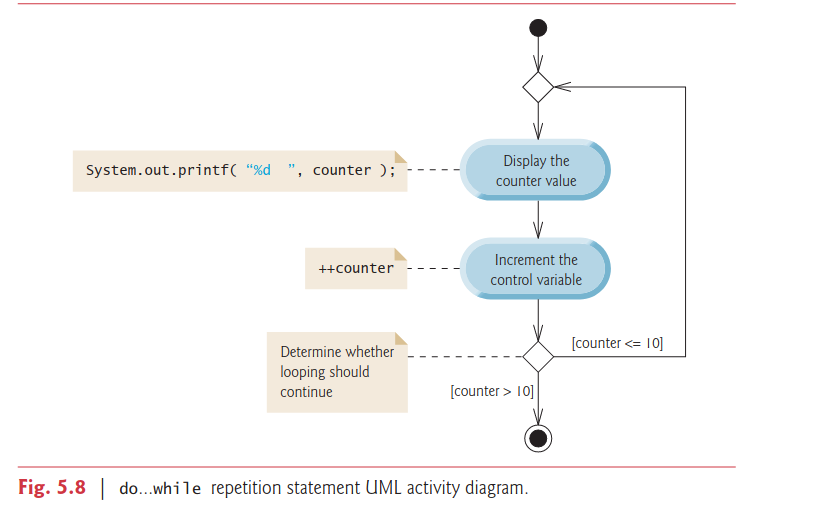 Display the
counter value
System.out.printf( “%d  ”, counter );
Increment the
control variable
++counter
Determine whether
looping should
continue
[counter <= 10]
[counter > 10]
Fig. 5.8 | do...while repetition statement UML activity diagram.